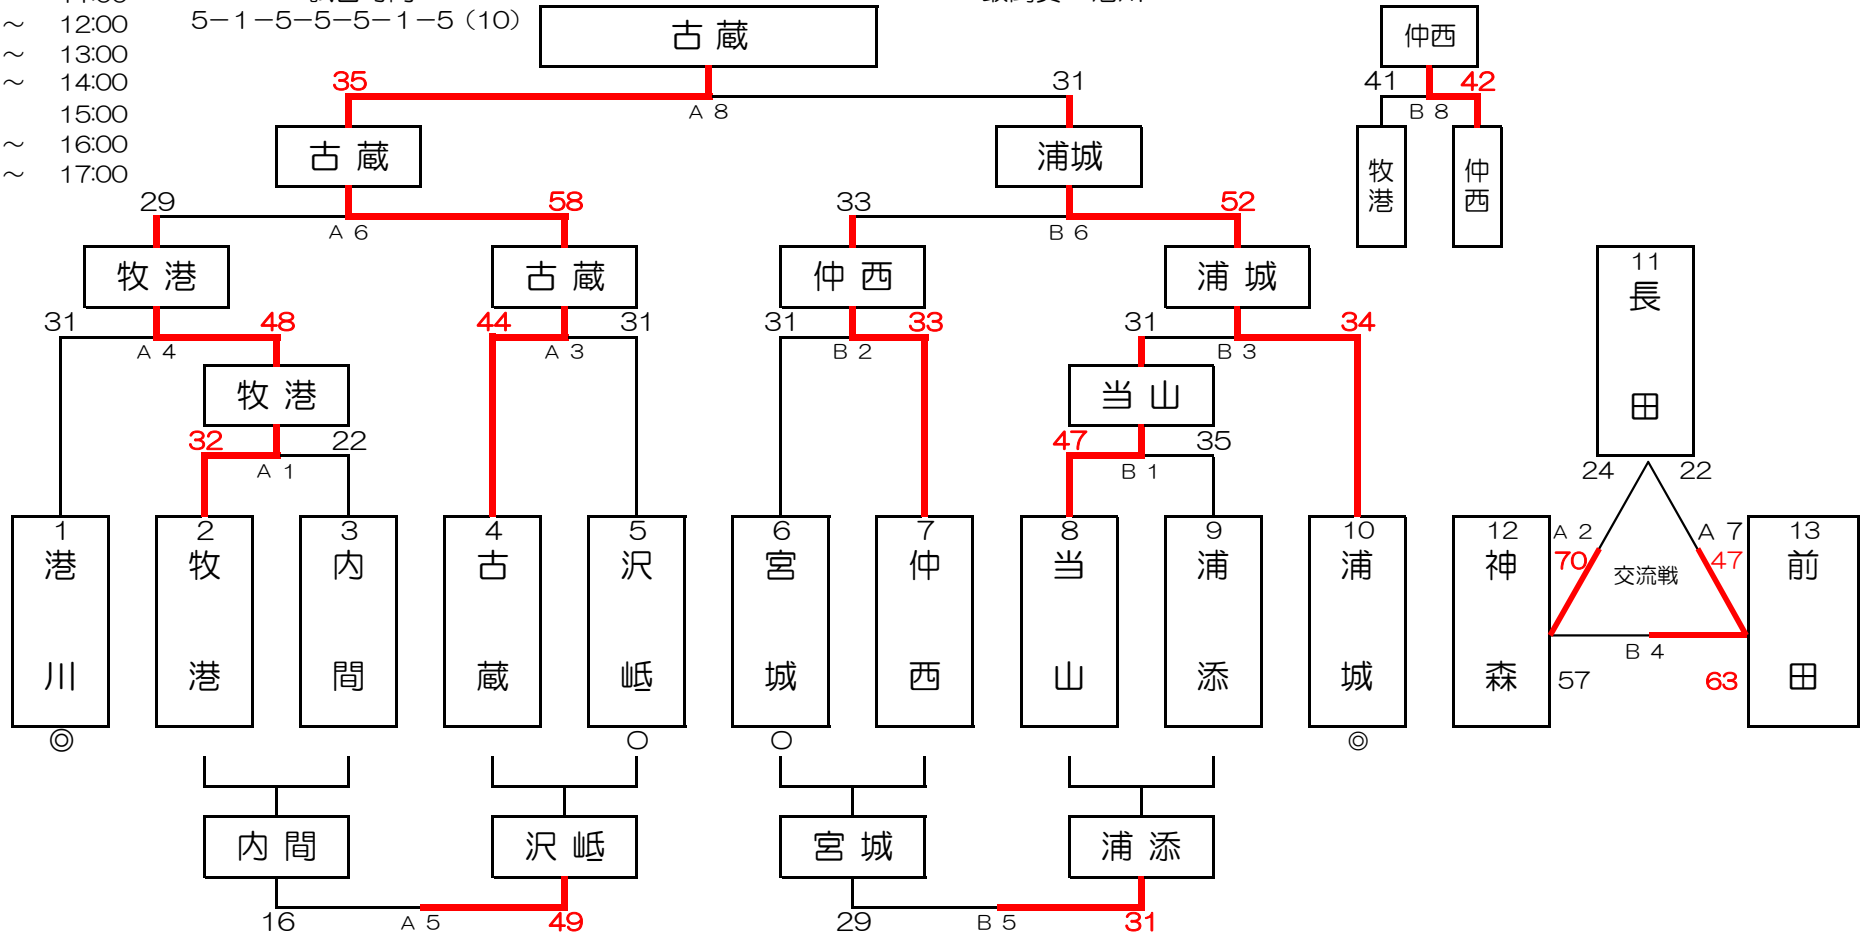 ～ 12:00 5－1－5－5－5－1－5（10）
～ 13:00
～ 14:00
15:00
～ 16:00
～ 17:00
古蔵
仲西
35 31
A 8
41 42
B 8
古蔵 浦城
牧港 仲西
29 58 33 52
A 6 B 6
牧港 古蔵 仲西 浦城
31 48 44 31 31 33 31 34
A 4 A 3 B 2 B 3
牧港 当山
32 22 47 35
A 1 B 1
11 長田
24 22
1 港川
2 牧港
3 内間
4 古蔵
5 沢岻
6 宮城
7 仲西
8 当山
9 浦添
10 浦城
12 神森
13 前田
A 2 A 7
70 47
交流戦
B 4
57 63
◎ ○ ○ ◎
内間 沢岻 宮城 浦添
16 A 5 49 29 B 5 31